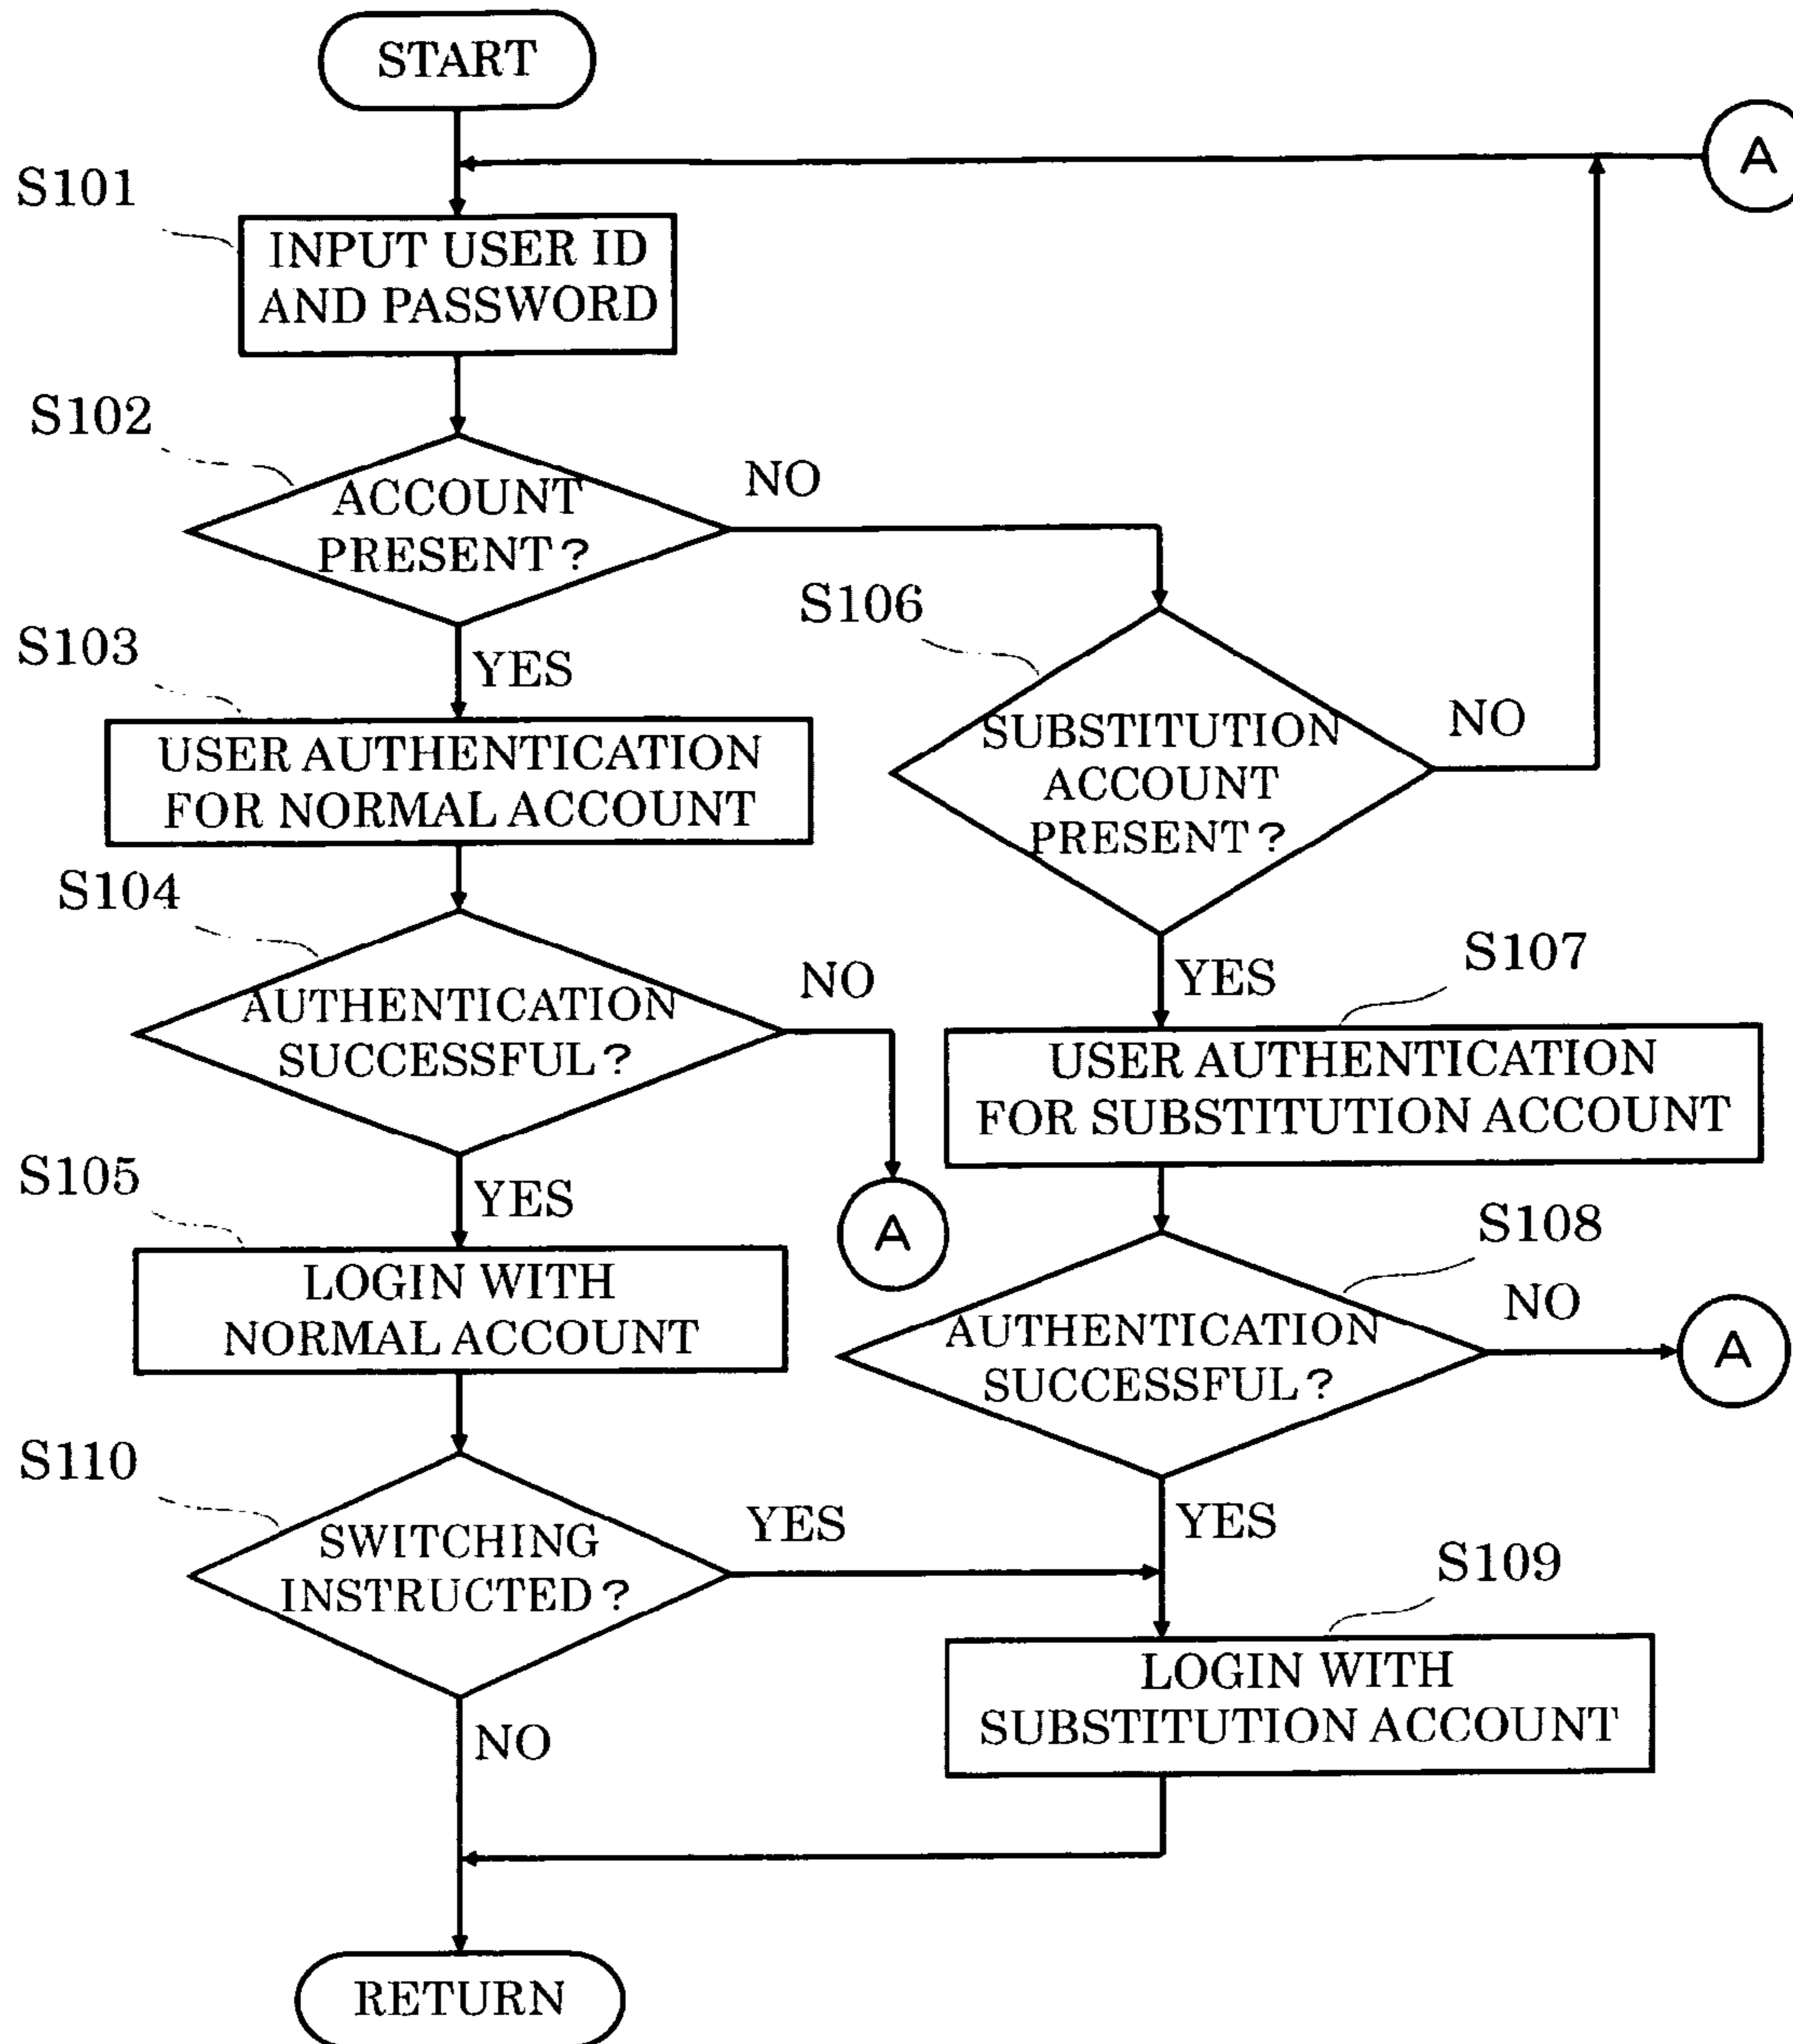 START
A
S101
INPUT USER ID
AND PASSWORD
S102
ACCOUNT
PRESENT?
NO
YES
S106
SUBSTITUTION
ACCOUNT
PRESENT?
NO
YES
S103
USER AUTHENTICATION
FOR NORMAL ACCOUNT
S104
AUTHENTICATION
SUCCESSFUL?
NO
A
YES
S107
USER AUTHENTICATION
FOR SUBSTITUTION ACCOUNT
S105
LOGIN WITH
NORMAL ACCOUNT
S108
AUTHENTICATION
SUCCESSFUL?
NO
A
YES
S110
SWITCHING
INSTRUCTED?
YES
NO
S109
LOGIN WITH
SUBSTITUTION ACCOUNT
RETURN